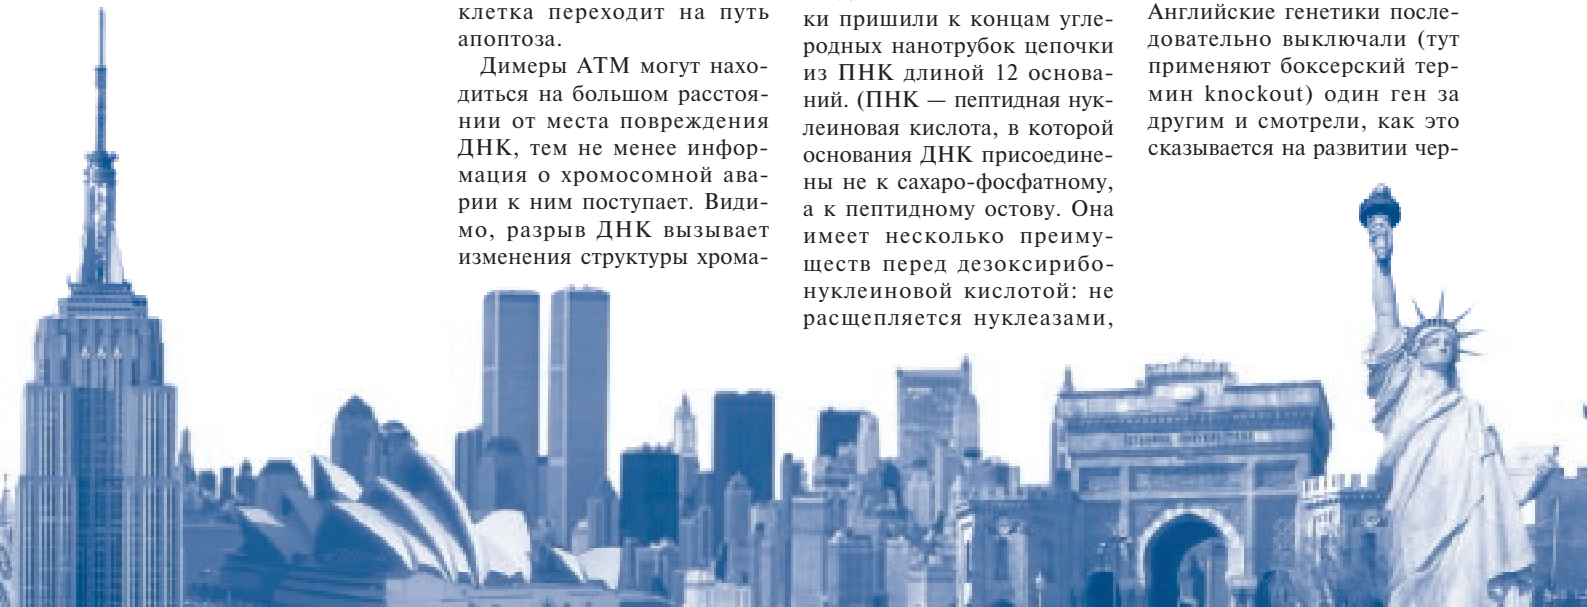 клетка переходит на путь
апоптоза.
Димеры АТМ могут нахо-
диться на большом расстоя-
нии от места повреждения
ДНК, тем не менее инфор-
мация о хромосомной ава-
рии к ним поступает. Види-
мо, разрыв ДНК вызывает
изменения структуры хрома-
ки пришили к концам угле-
родных нанотрубок цепочки
из ПНК длиной 12 основа-
ний. (ПНК — пептидная нук-
леиновая кислота, в которой
основания ДНК присоедине-
ны не к сахаро-фосфатному,
а к пептидному остову. Она
имеет несколько преиму-
ществ перед дезоксирибо-
нуклеиновой кислотой: не
расщепляется нуклеазами,
Английские генетики после-
довательно выключали (тут
применяют боксерский тер-
мин knockout) один ген за
другим и смотрели, как это
сказывается на развитии чер-